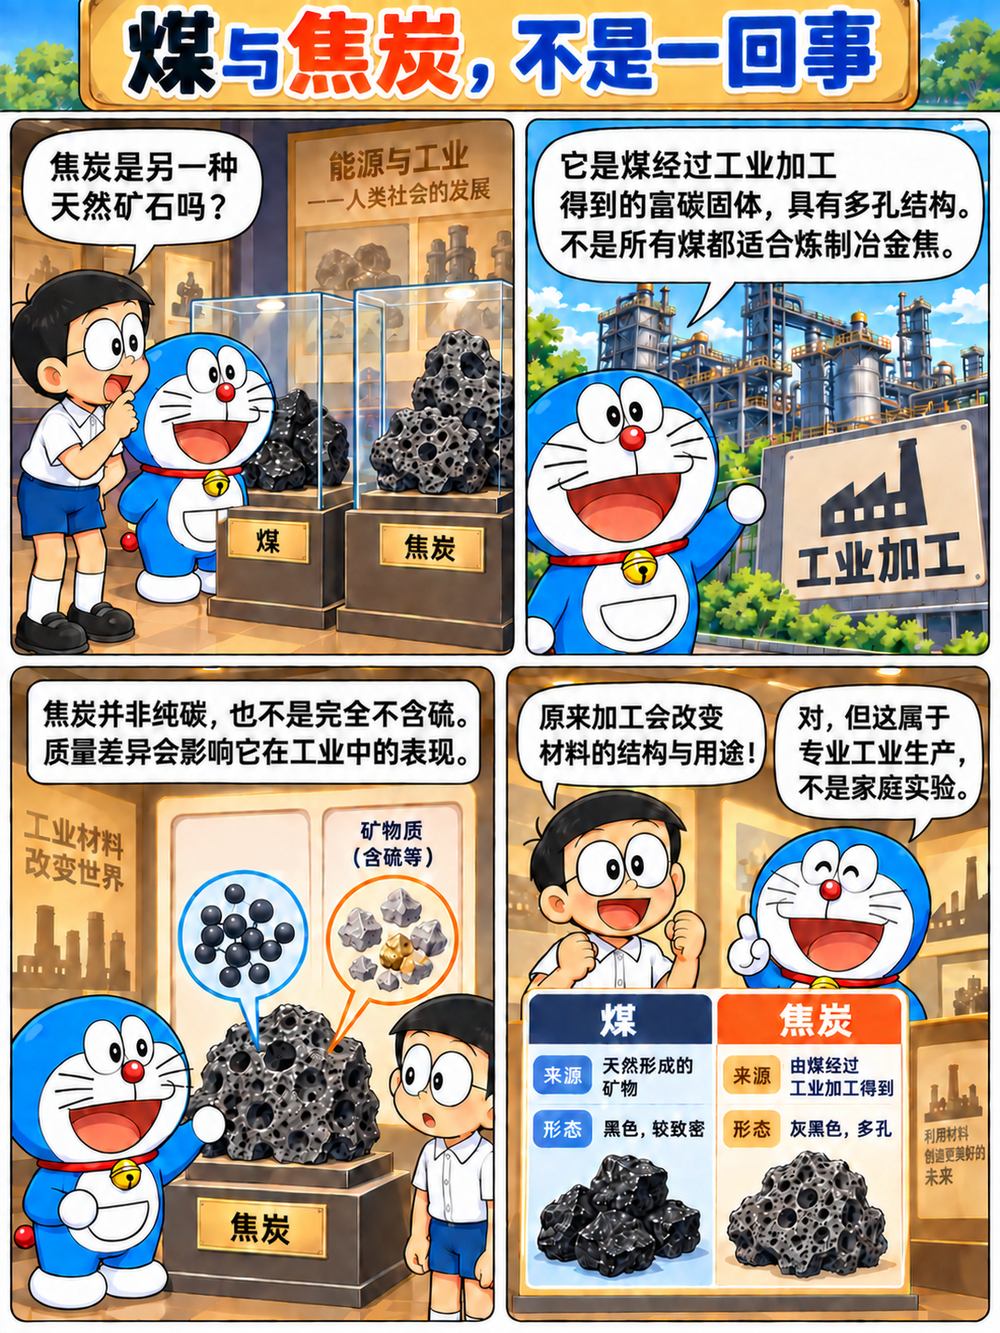 煤与焦炭，不是一回事
焦炭是另一种
天然矿石吗？
能源与工业
——人类社会的发展
煤
焦炭
它是煤经过工业加工
得到的富碳固体，具有多孔结构。
不是所有煤都适合炼制冶金焦。
工业加工
焦炭并非纯碳，也不是完全不含硫。
质量差异会影响它在工业中的表现。
工业材料
改变世界
矿物质
（含硫等）
焦炭
原来加工会改变
材料的结构与用途！
对，但这属于
专业工业生产，
不是家庭实验。
煤
来源
天然形成的
矿物
形态
黑色，较致密
焦炭
来源
由煤经过
工业加工得到
形态
灰黑色，多孔
利用材料
创造更美好的
未来